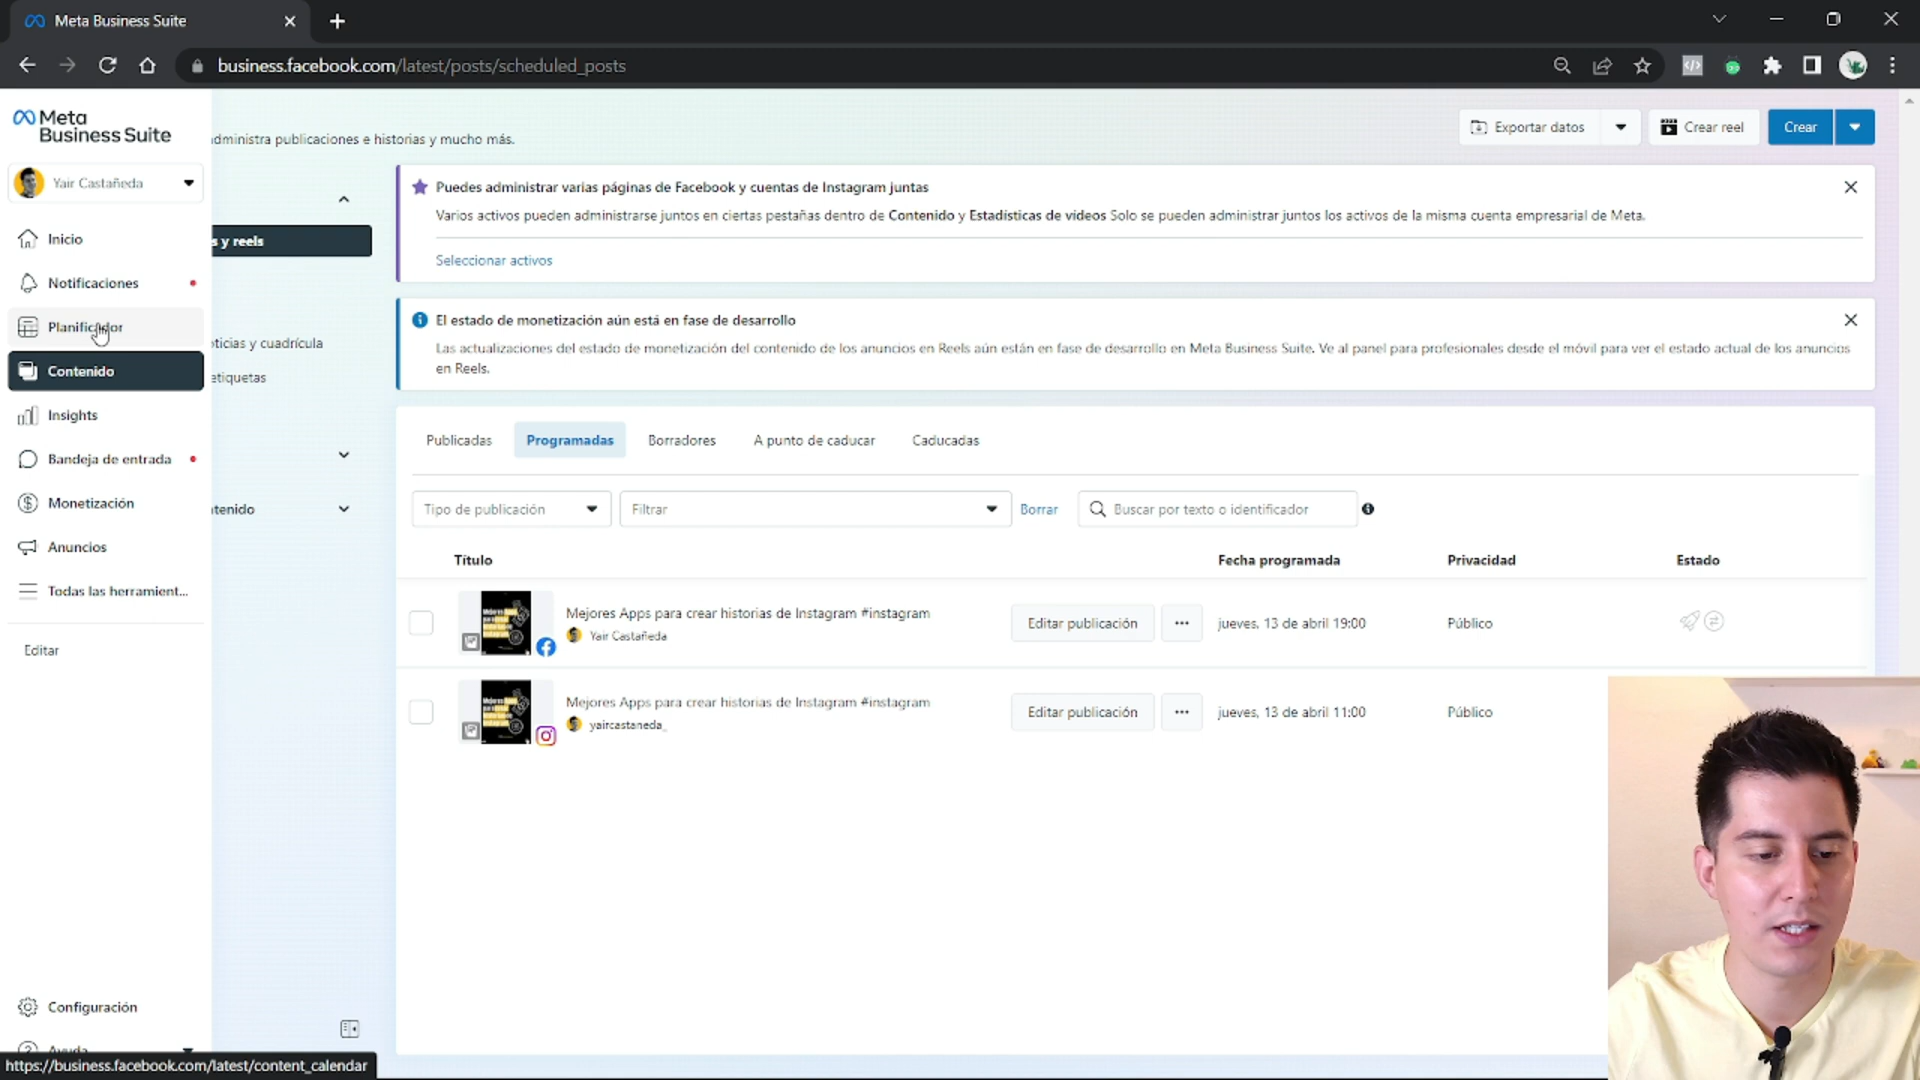 Meta Business Suite
business.facebook.com/latest/posts/scheduled_posts
Meta
Business Suite
Yair Castañeda
Inicio
Notificaciones
Planificador
Contenido
Insights
Bandeja de entrada
Monetización
Anuncios
Todas las herramient...
Editar
Configuración
Ayuda
https://business.facebook.com/latest/content_calendar
administra publicaciones e historias y mucho más.
s y reels
oticias y cuadrícula
etiquetas
ntenido
Exportar datos
Crear reel
Crear
Puedes administrar varias páginas de Facebook y cuentas de Instagram juntas
Varios activos pueden administrarse juntos en ciertas pestañas dentro de Contenido y Estadísticas de videos Solo se pueden administrar juntos los activos de la misma cuenta empresarial de Meta.
Seleccionar activos
El estado de monetización aún está en fase de desarrollo
Las actualizaciones del estado de monetización del contenido de los anuncios en Reels aún están en fase de desarrollo en Meta Business Suite. Ve al panel para profesionales desde el móvil para ver el estado actual de los anuncios
en Reels.
Publicadas Programadas Borradores A punto de caducar Caducadas
Tipo de publicación Filtrar Borrar Buscar por texto o identificador
Título Fecha programada Privacidad Estado
Mejores Apps para crear historias de Instagram #instagram
Yair Castañeda
Editar publicación ... jueves, 13 de abril 19:00 Público
Mejores Apps para crear historias de Instagram #instagram
yaircastaneda_
Editar publicación ... jueves, 13 de abril 11:00 Público